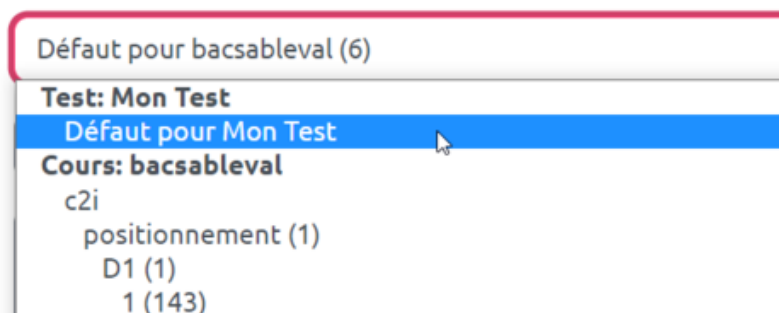 Défaut pour bacsableval (6)
Test: Mon Test
Défaut pour Mon Test
Cours: bacsableval
c2i
positionnement (1)
D1 (1)
1 (143)